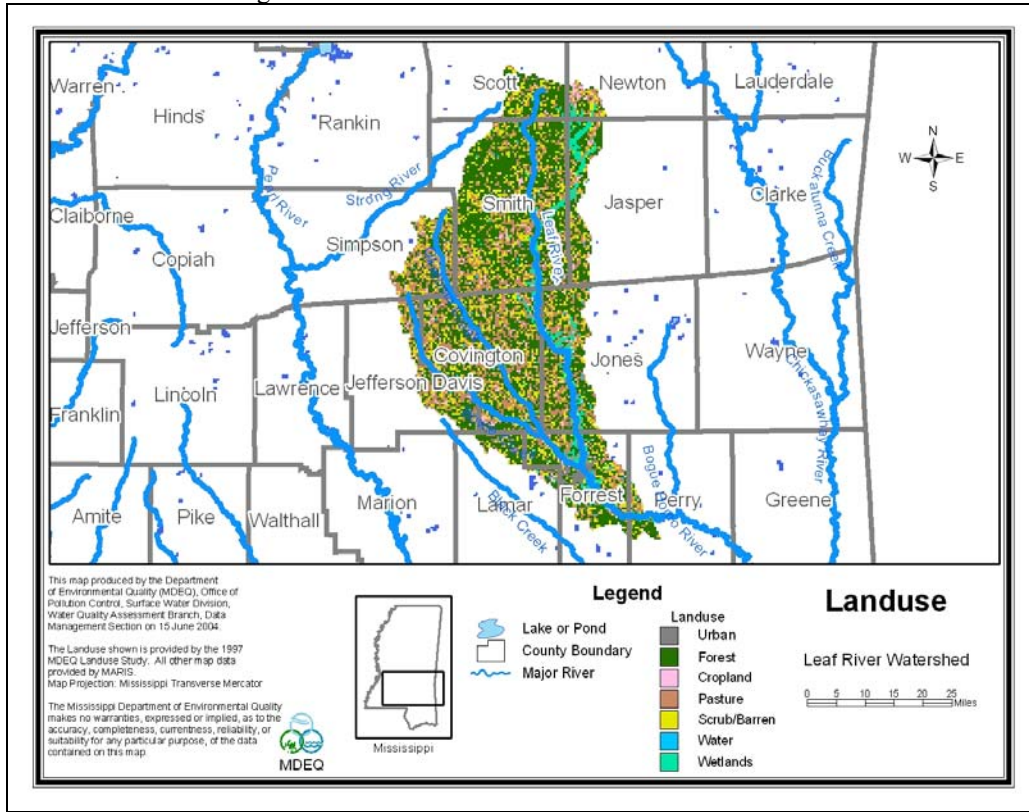 Warren
Hinds
Rankin
Scott
Newton
Lauderdale
N
W
E
S
Pearl River
Strong River
Smith
Leaf River
Jasper
Clarke
Buckatunna Creek
Claiborne
Simpson
Copiah
Jefferson
Covington
Jones
Wayne
Lincoln
Lawrence
Jefferson Davis
Chickasawhay River
Franklin
Amite
Pike
Walthall
Marion
Lamar
Black Creek
Forrest
Perry
Bogue Homo River
Greene
This map produced by the Department
of Environmental Quality (MDEQ), Office of
Pollution Control, Surface Water Division,
Water Quality Assessment Branch, Data
Management Section on 15 June 2004.
The Landuse shown is provided by the 1997
MDEQ Landuse Study. All other map data
provided by MARIS.
Map Projection: Mississippi Transverse Mercator
The Mississippi Department of Environmental Quality
makes no warranties, expressed or implied, as to the
accuracy, completeness, currentness, reliability, or
suitability for any particular purpose, of the data
contained on this map.
MDEQ
Mississippi
Legend
Lake or Pond
County Boundary
Major River
Landuse
Urban
Forest
Cropland
Pasture
Scrub/Barren
Water
Wetlands
Landuse
Leaf River Watershed
0 5 10 15 20 25
Miles